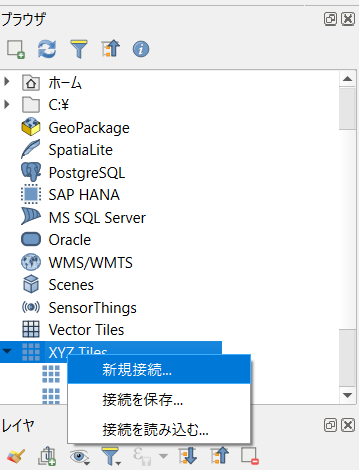 ブラウザ
ホーム
C:¥
GeoPackage
SpatiaLite
PostgreSQL
SAP HANA
MS SQL Server
Oracle
WMS/WMTS
Scenes
SensorThings
Vector Tiles
XYZ Tiles
新規接続...
接続を保存...
接続を読み込む...
レイヤ